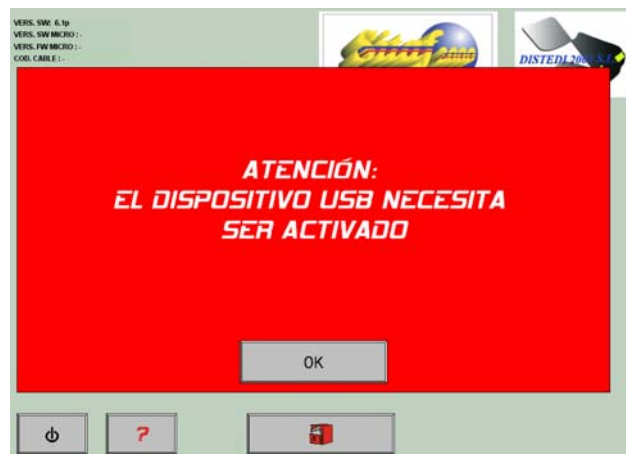 VERS. SW: 6.1p
VERS. SW MICRO : -
VERS. FW MICRO : -
COD. CABLE : -
DISTEDI 2000 S.L.
ATENCIÓN:
EL DISPOSITIVO USB NECESITA
SER ACTIVADO
OK
?